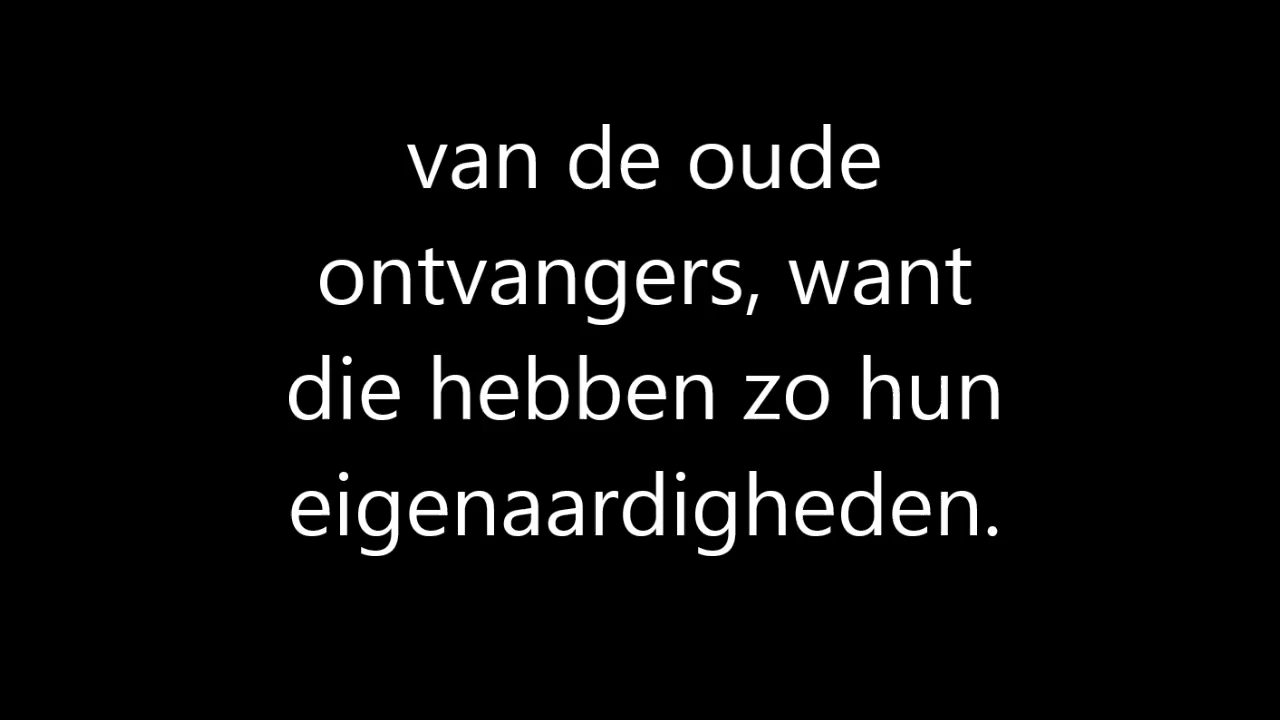 van de oude
ontvangers, want
die hebben zo hun
eigenaardigheden.